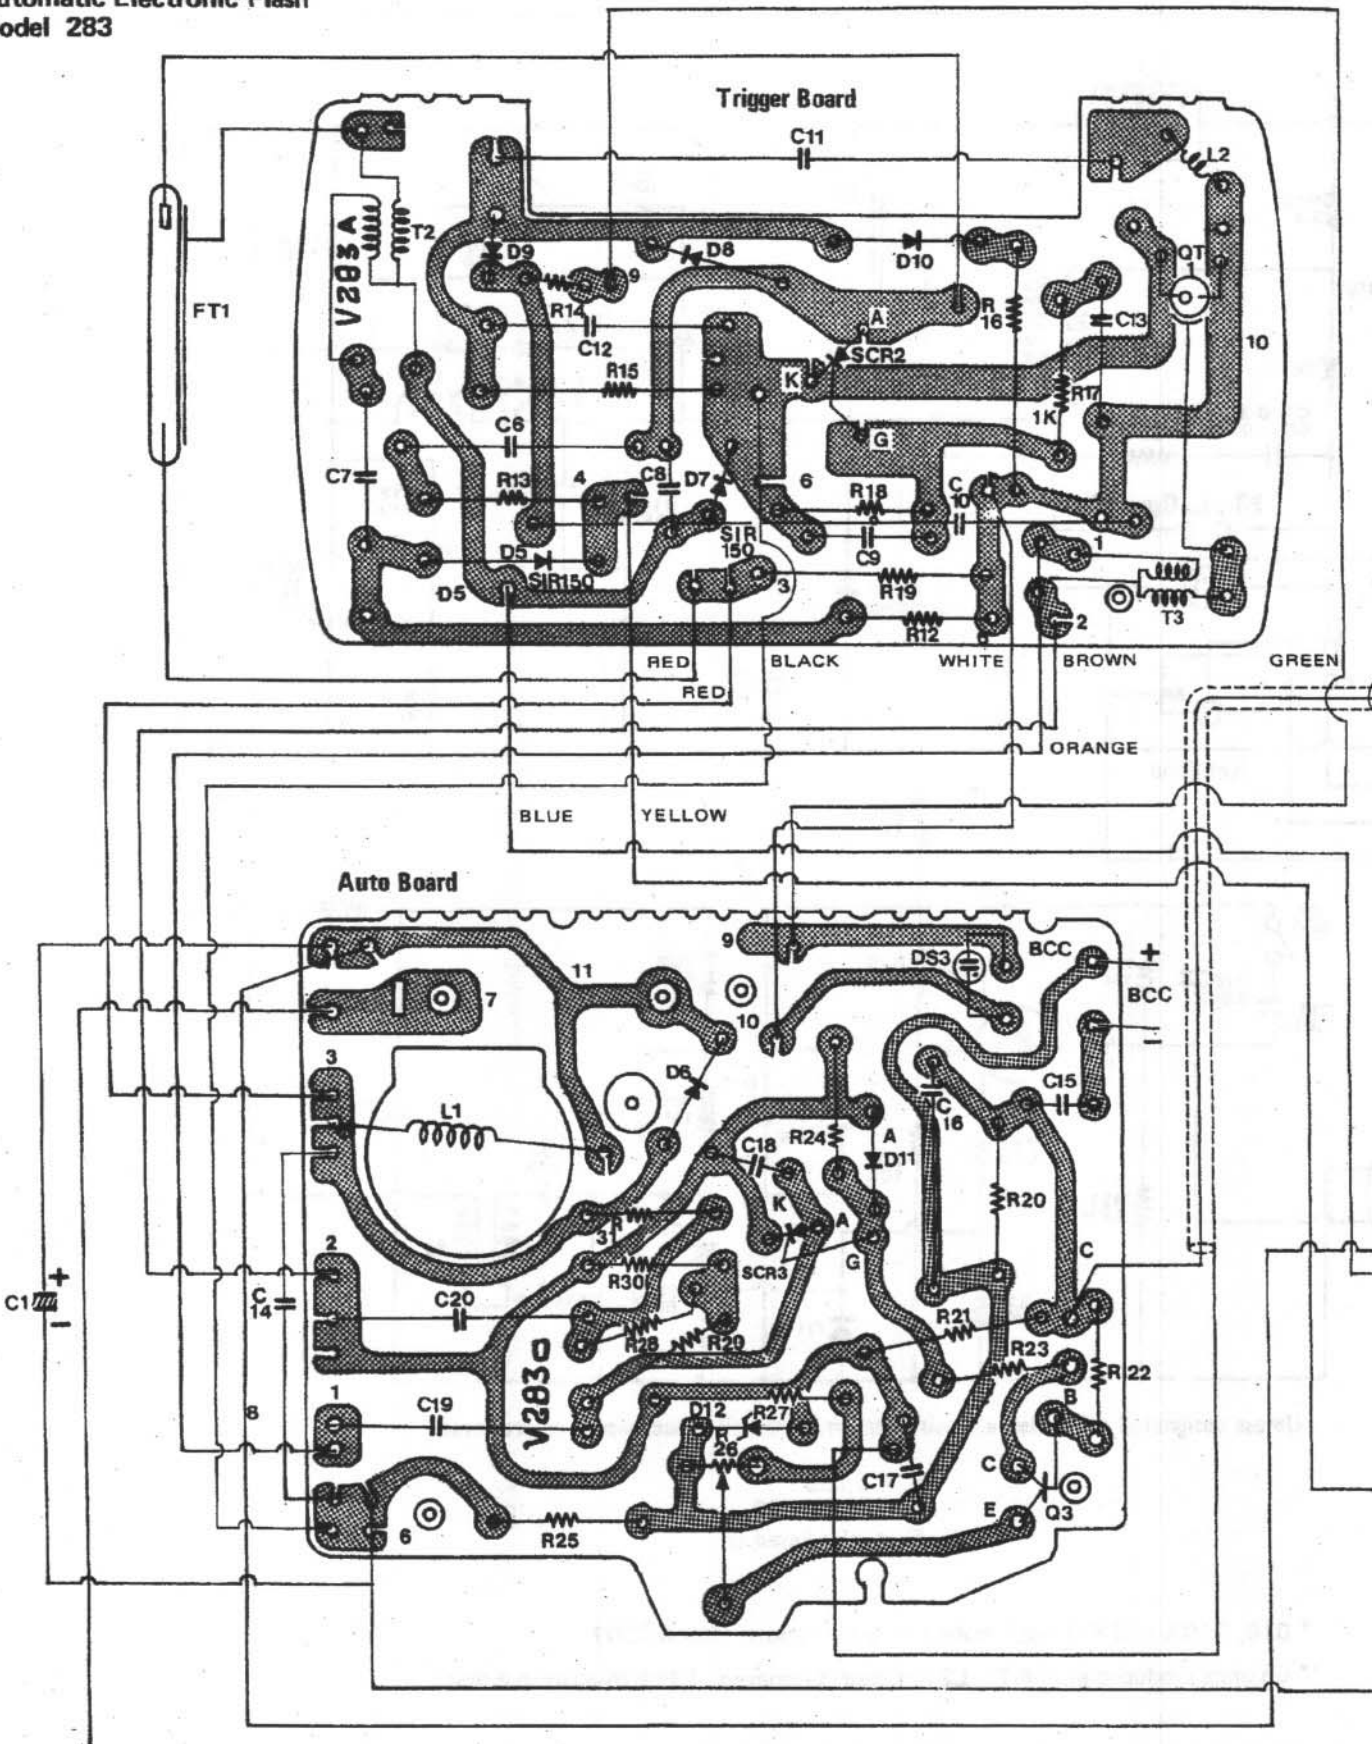 Automatic Electronic Flash
odel 283
Trigger Board
C11
L2
T2
V283A
D9
D8
D10
QT
1
FT1
R14
9
C12
A
R
16
C13
10
SCR2
R15
K
R17
1K
C6
G
C7
R13
4
C8
D7
6
R18
C
10
SIR
150
C9
1
D5
SIR150
D5
3
R19
R12
9
2
T3
RED
BLACK
WHITE
BROWN
GREEN
RED
ORANGE
BLUE
YELLOW
Auto Board
9
DS3
BCC
+
BCC
−
11
7
10
3
D6
C15
C
16
L1
C18
R24
A
D11
R20
K
A
R
31
2
R30
SCR3
G
C
C1
+
−
C
14
C20
R28
R20
R21
R23
R22
V283O
B
8
1
C19
D12
R27
R
26
C17
C
6
R25
E
Q3